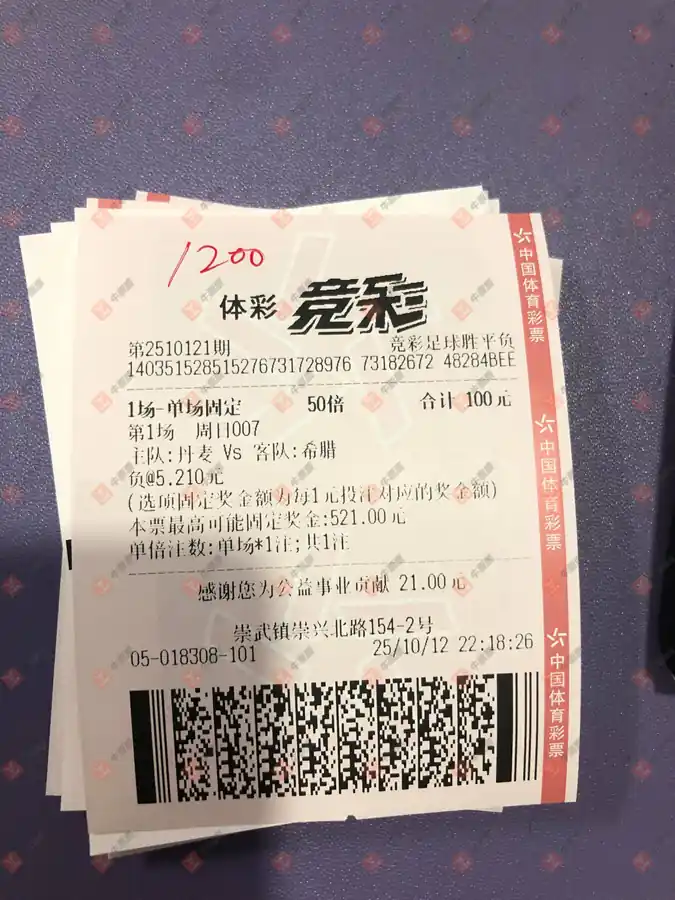 1200
体彩 竞彩
第2510121期 竞彩足球胜平负
140351528515276731728976 73182672 48284BEE
1场-单场固定 50倍 合计 100元
第1场 周日007
主队:丹麦 Vs 客队:希腊
负@5.210元
(选项固定奖金额为每1元投注对应的奖金额)
本票最高可能固定奖金:521.00元
单倍注数:单场*1注;共1注
感谢您为公益事业贡献 21.00元
崇武镇崇兴北路154-2号
05-018308-101 25/10/12 22:18:26
中国体育彩票
中国体育彩票
中国体育彩票